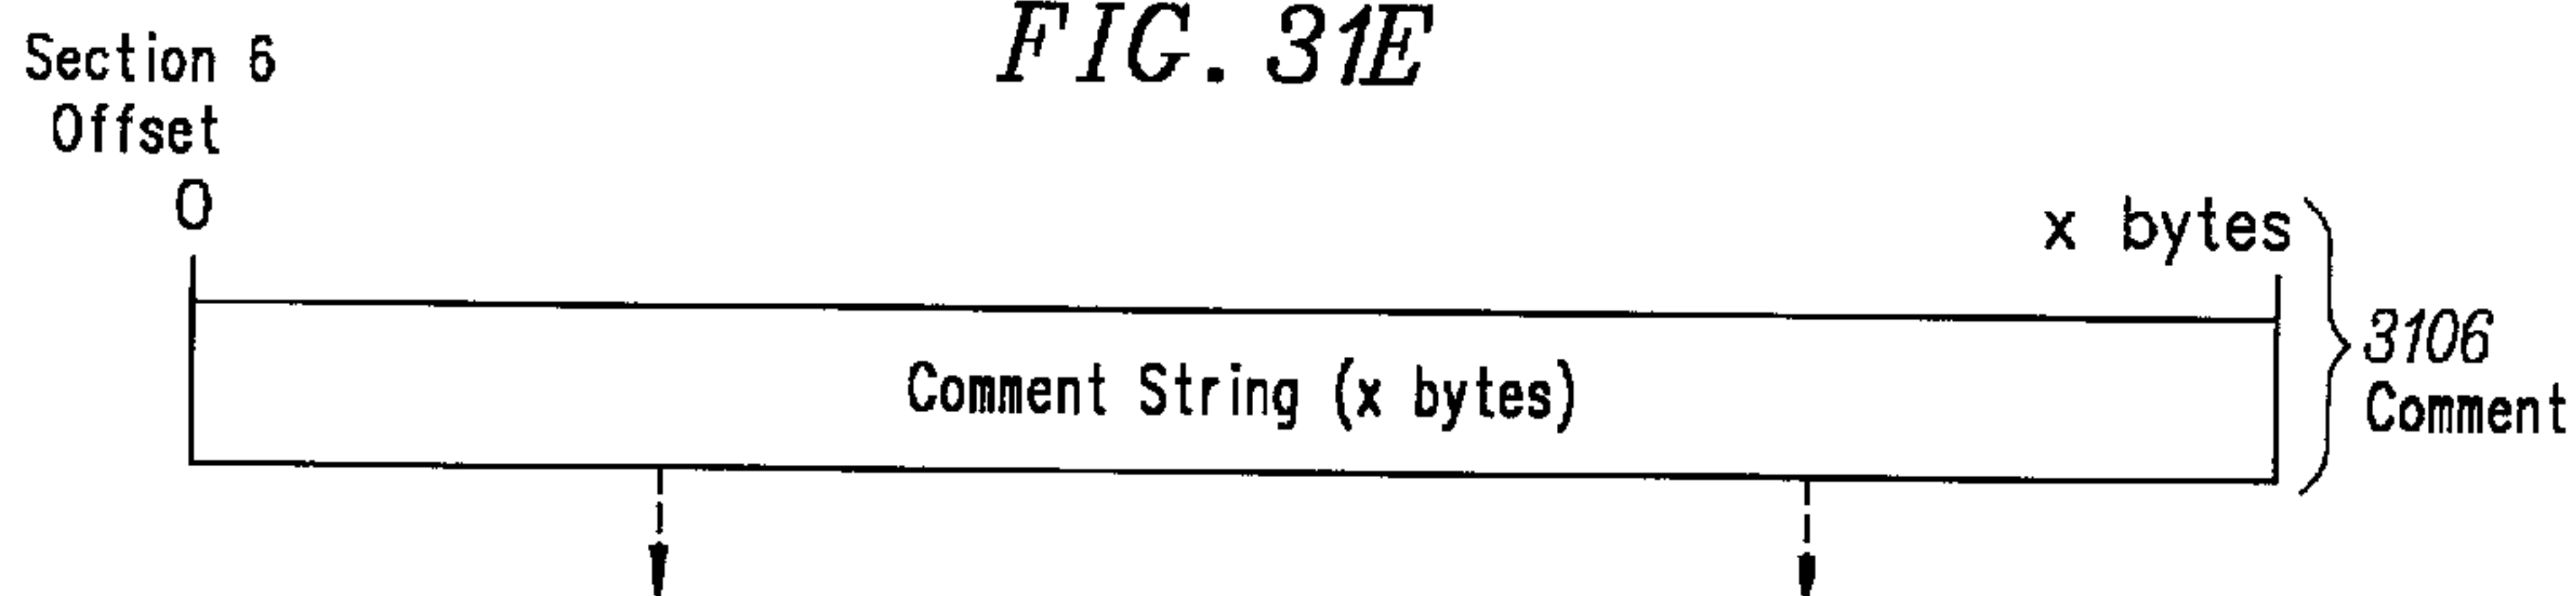 FIG. 31E
Section 6
Offset
0
x bytes
Comment String (x bytes)
3106
Comment